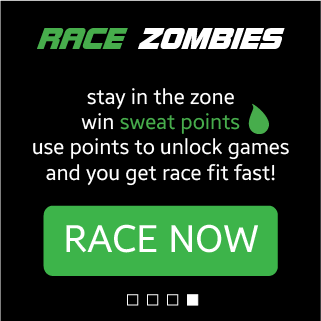 RACE ZOMBIES
stay in the zone
win sweat points
use points to unlock games
and you get race fit fast!
RACE NOW